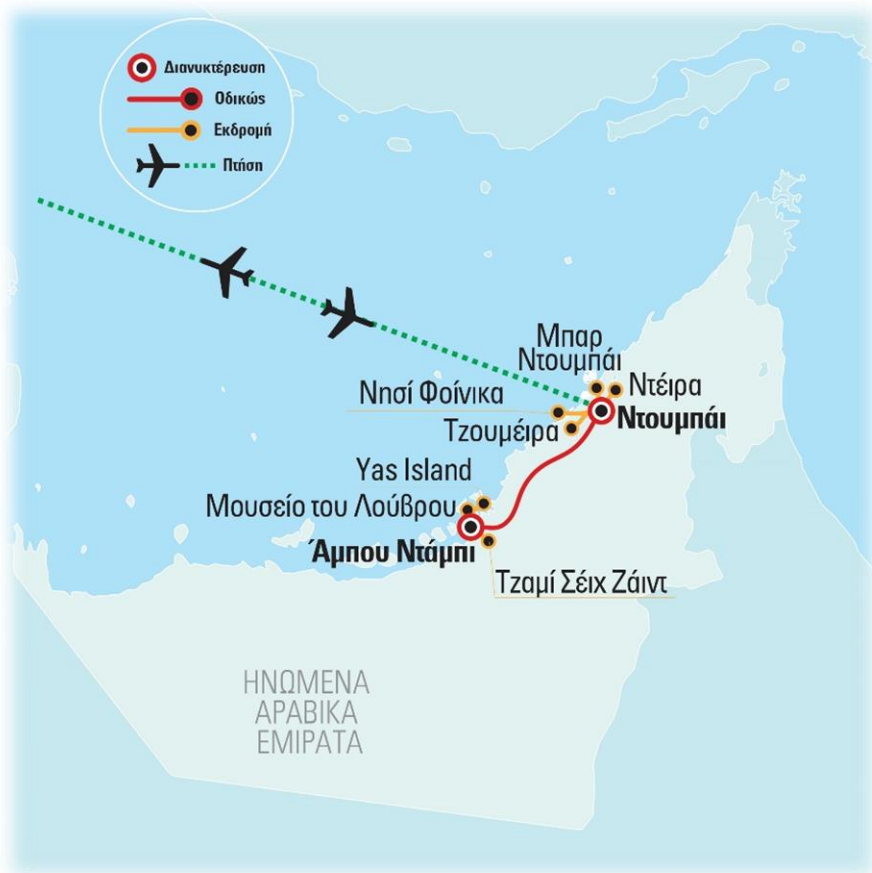 Διανυκτέρευση
Οδικώς
Εκδρομή
Πτήση
Μπαρ
Ντουμπάι
Ντέιρα
Νησί Φοίνικα
Ντουμπάι
Τζουμέιρα
Yas Island
Μουσείο του Λούβρου
Άμπου Ντάμπι
Τζαμί Σέιχ Ζάιντ
ΗΝΩΜΕΝΑ
ΑΡΑΒΙΚΑ
ΕΜΙΡΑΤΑ